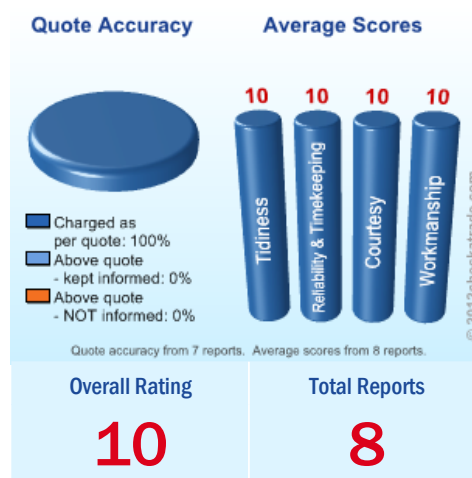 Quote Accuracy
Average Scores
10 10 10 10
Tidiness
Reliability & Timekeeping
Courtesy
Workmanship
Charged as
per quote: 100%
Above quote
- kept informed: 0%
Above quote
- NOT informed: 0%
Quote accuracy from 7 reports. Average scores from 8 reports.
Overall Rating
Total Reports
10
8